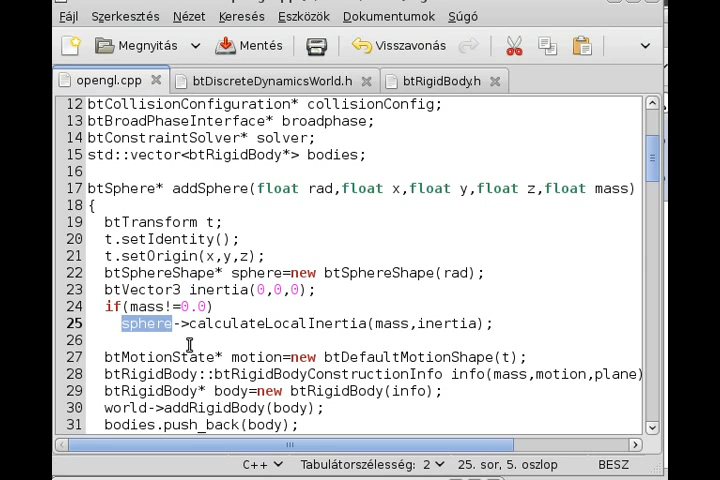 Fájl Szerkesztés Nézet Keresés Eszközök Dokumentumok Súgó
Megnyitás Mentés Visszavonás
opengl.cpp btDiscreteDynamicsWorld.h btRigidBody.h
12 btCollisionConfiguration* collisionConfig;
13 btBroadPhaseInterface* broadphase;
14 btConstraintSolver* solver;
15 std::vector<btRigidBody*> bodies;
16
17 btSphere* addSphere(float rad,float x,float y,float z,float mass)
18 {
19 btTransform t;
20 t.setIdentity();
21 t.setOrigin(x,y,z);
22 btSphereShape* sphere=new btSphereShape(rad);
23 btVector3 inertia(0,0,0);
24 if(mass!=0.0)
25 sphere->calculateLocalInertia(mass,inertia);
26
27 btMotionState* motion=new btDefaultMotionShape(t);
28 btRigidBody::btRigidBodyConstructionInfo info(mass,motion,plane)
29 btRigidBody* body=new btRigidBody(info);
30 world->addRigidBody(body);
31 bodies.push_back(body);
C++ Tabulátorszélesség: 2 25. sor, 5. oszlop BESZ